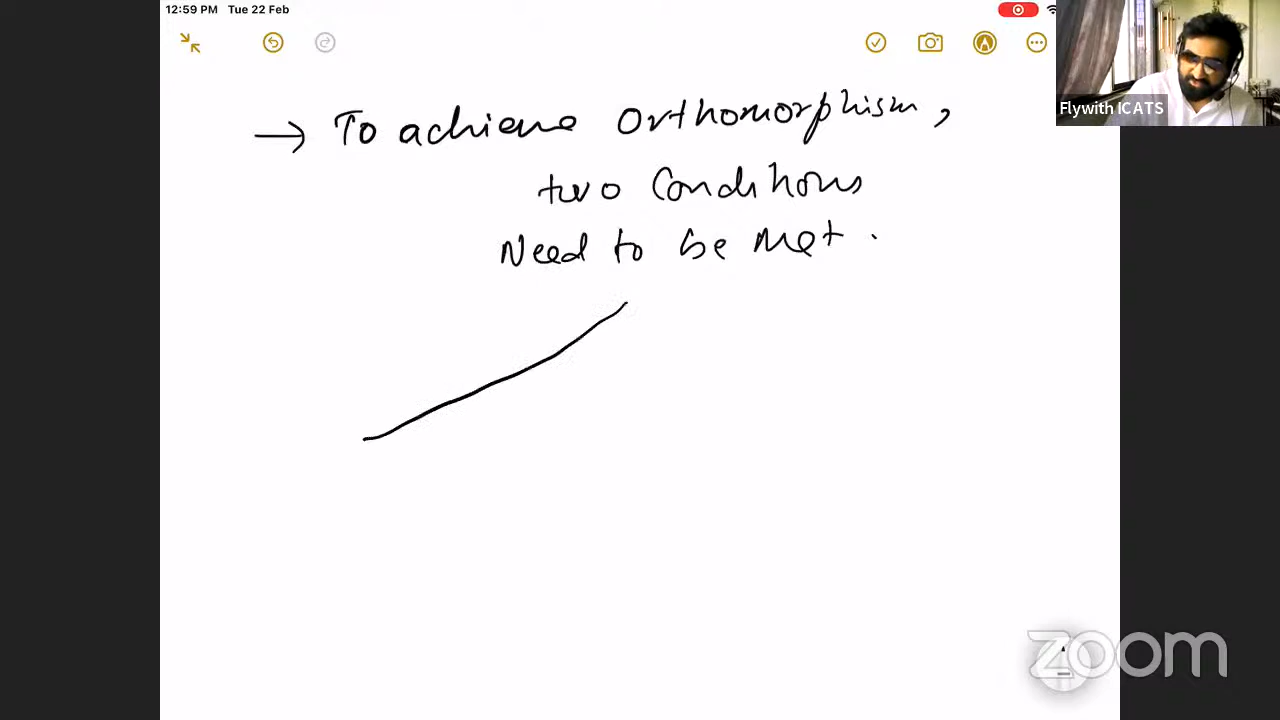 12:59 PM Tue 22 Feb
Flywith ICATS
→ To achieve Orthomorphism,
two Conditions
Need to be Met.
zoom